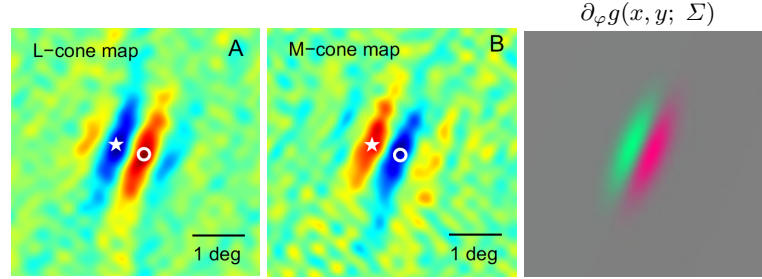 L−cone map
A
1 deg
M−cone map
B
1 deg
∂φg(x, y; Σ)